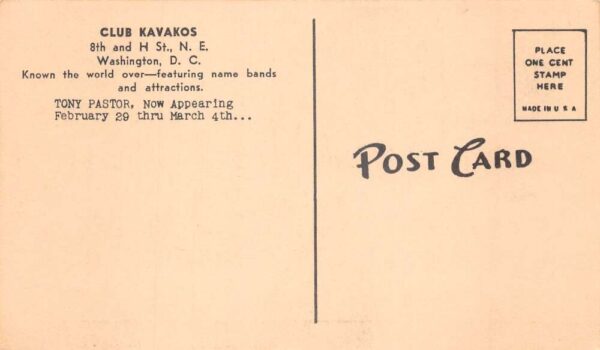 CLUB KAVAKOS
8th and H St., N. E.
Washington, D. C.
Known the world over—featuring name bands
and attractions.
TONY PASTOR, Now Appearing
February 29 thru March 4th...
PLACE
ONE CENT
STAMP
HERE
MADE IN U S A
POST CARD